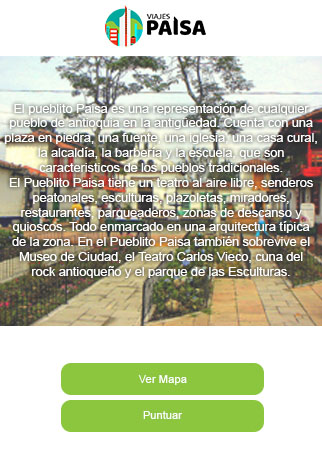 VIAJES
PAISA
El pueblito Paisa es una representación de cualquier
pueblo de antioquia en la antigüedad. Cuenta con una
plaza en piedra, una fuente, una iglesia, una casa cural,
la alcaldía, la barbería y la escuela, que son
caracteristicos de los pueblos tradicionales.
El Pueblito Paisa tiene un teatro al aire libre, senderos
peatonales, esculturas, plazoletas, miradores,
restaurantes, parqueaderos, zonas de descanso y
quioscos. Todo enmarcado en una arquitectura típica
de la zona. En el Pueblito Paisa también sobrevive el
Museo de Ciudad, el Teatro Carlos Vieco, cuna del
rock antioqueño y el parque de las Esculturas.
Ver Mapa
Puntuar